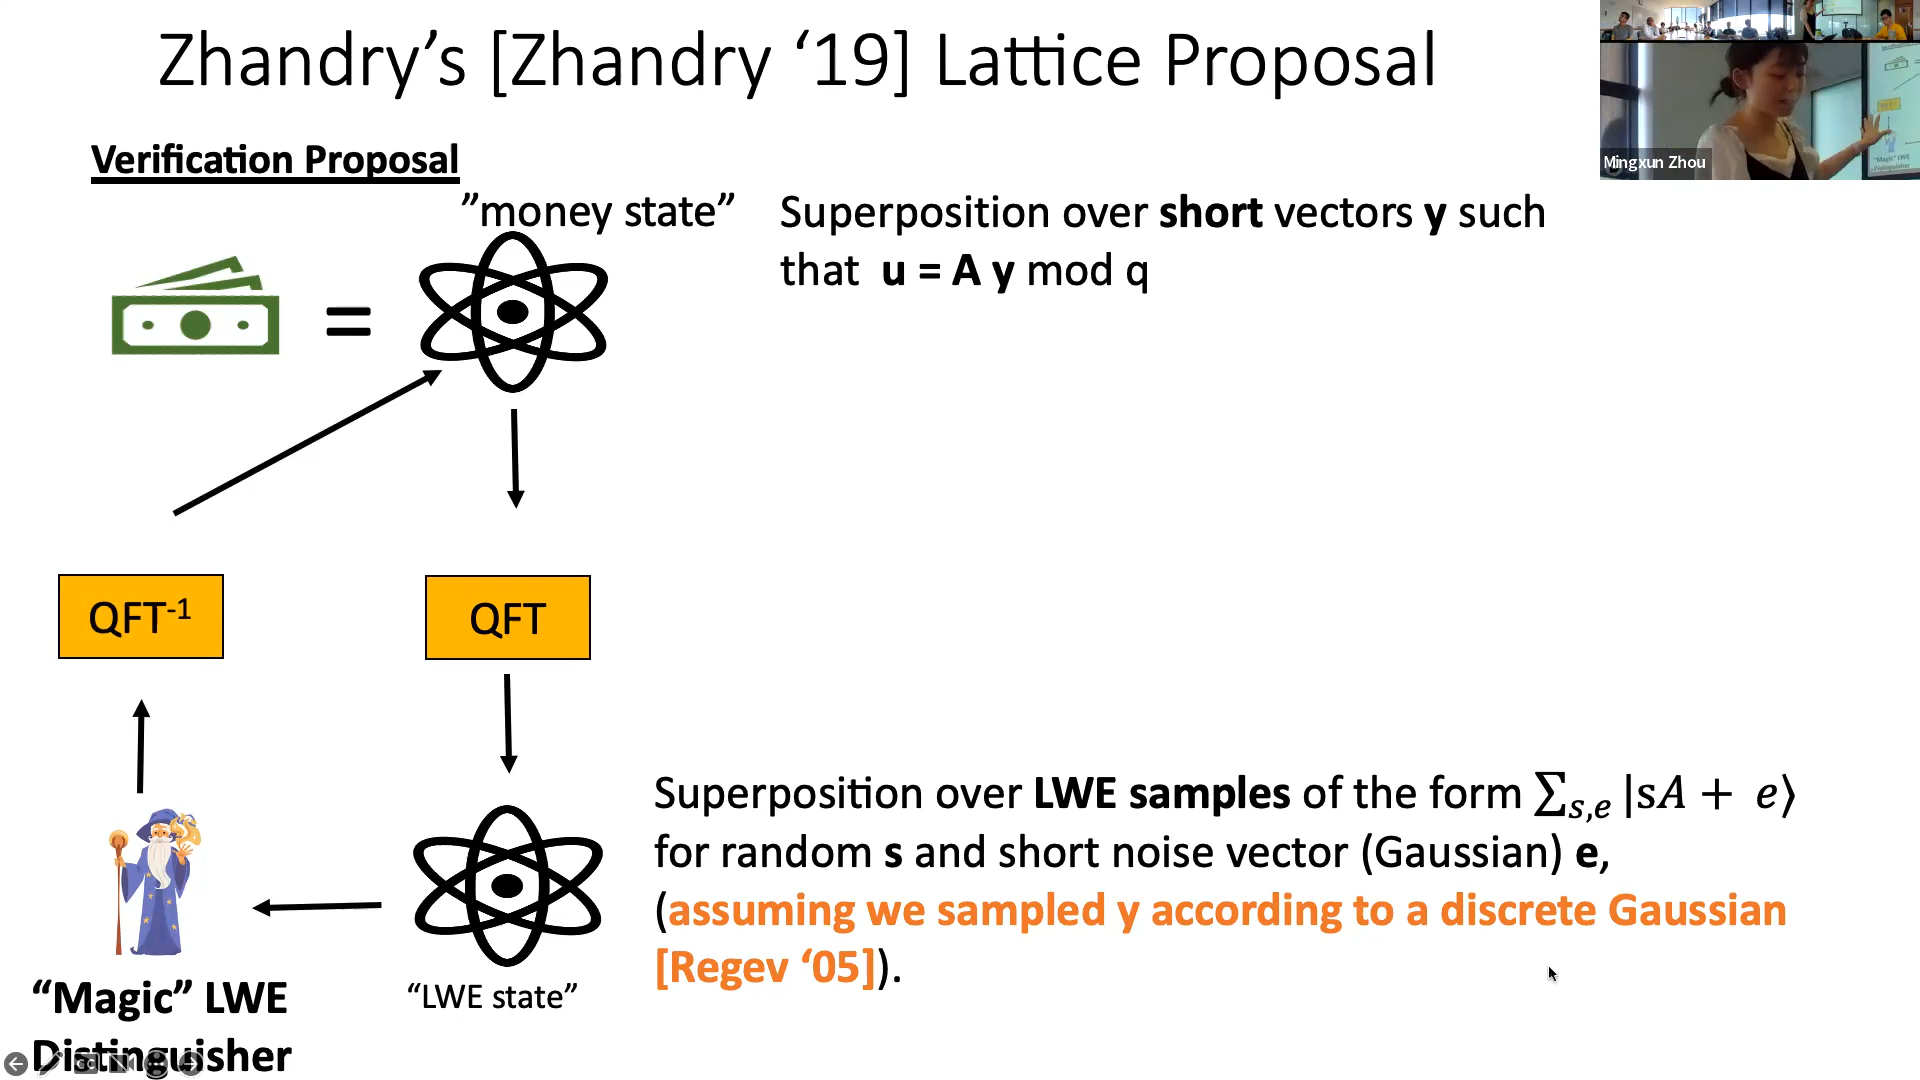 Zhandry’s [Zhandry ‘19] Lattice Proposal
Mingxun Zhou
Verification Proposal
”money state”
Superposition over short vectors y such
that u = A y mod q
=
QFT-1
QFT
Superposition over LWE samples of the form ∑s,e |sA + e⟩
for random s and short noise vector (Gaussian) e,
(assuming we sampled y according to a discrete Gaussian
[Regev ‘05]).
“Magic” LWE
Distinguisher
“LWE state”